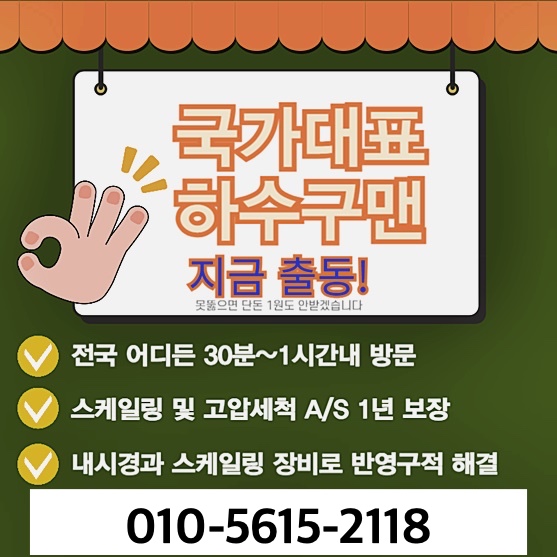 국가대표
하수구맨
지금 출동!
못뚫으면 단돈 1원도 안받겠습니다
전국 어디든 30분~1시간내 방문
스케일링 및 고압세척 A/S 1년 보장
내시경과 스케일링 장비로 반영구적 해결
010-5615-2118